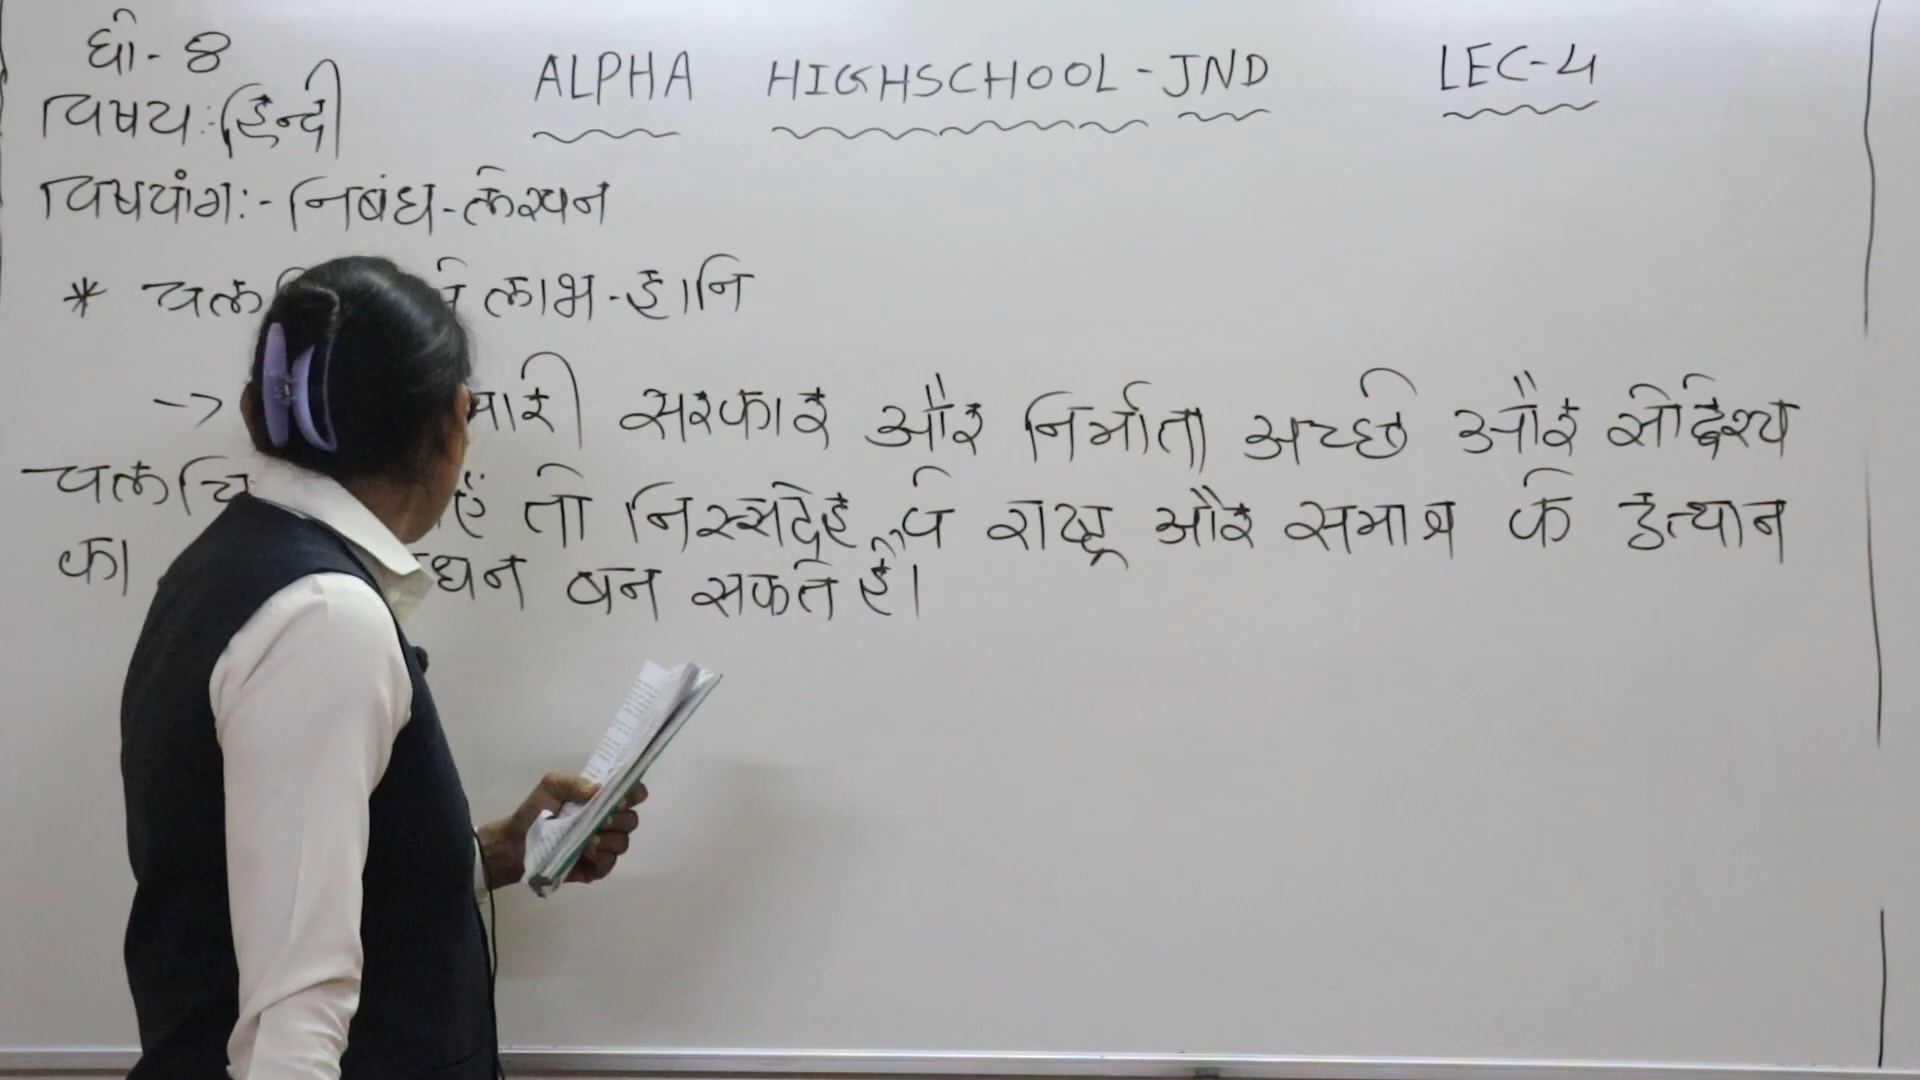 धो-8
ALPHA HIGHSCHOOL-JND LEC-4
विषय:-हिन्दी
विषयांग:- निबंध-लेखन
* लाभ-हानि
→ सरकार और निर्माता अच्छे और सोद्देश्य
तो निस्संदेह वे राष्ट्र और समाज के उत्थान
का बन सकते हैं।